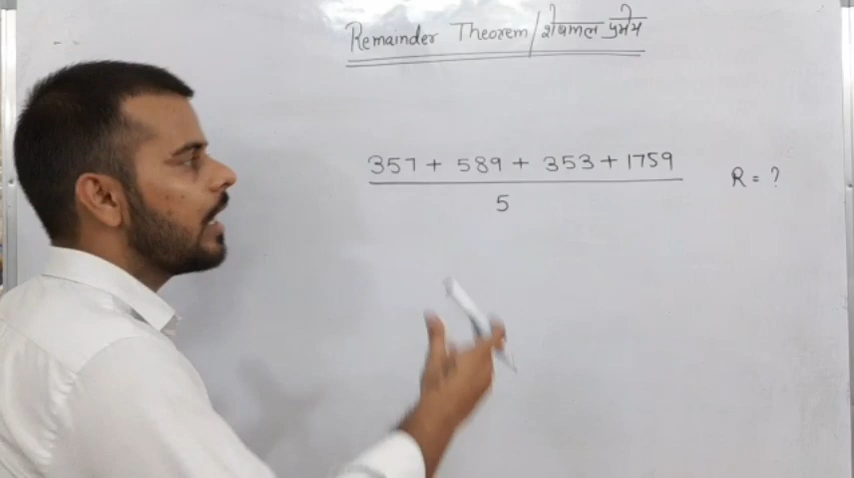 Remainder Theorem/शेषफल प्रमेय
357 + 589 + 353 + 1759
5
R = ?